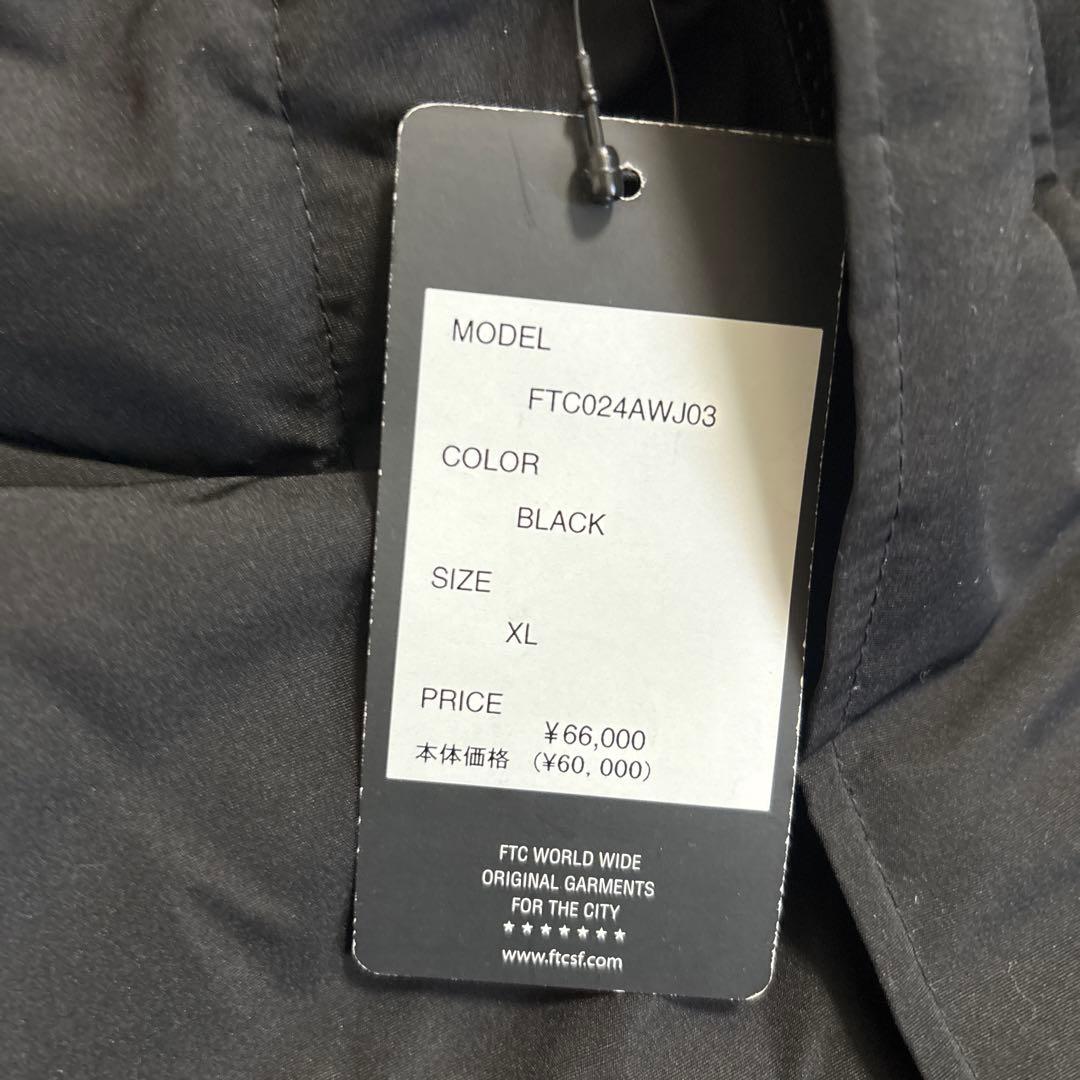 MODEL
FTC024AWJ03
COLOR
BLACK
SIZE
XL
PRICE
¥66,000
本体価格 (¥60,000)
FTC WORLD WIDE
ORIGINAL GARMENTS
FOR THE CITY
★★★★★★★
www.ftcsf.com